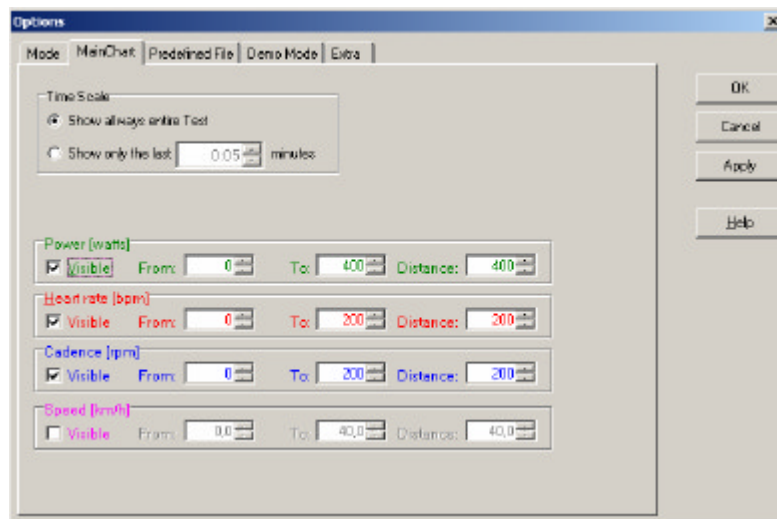 Options
Mode MainChart Predefined File Demo Mode Extra
Time Scale
Show always entire Test
Show only the last 0.05 minutes
OK
Cancel
Apply
Help
Power [watts]
Visible From: 0 To: 400 Distance: 400
Heart rate [bpm]
Visible From: 0 To: 200 Distance: 200
Cadence [rpm]
Visible From: 0 To: 200 Distance: 200
Speed [km/h]
Visible From: 0,0 To: 40,0 Distance: 40,0